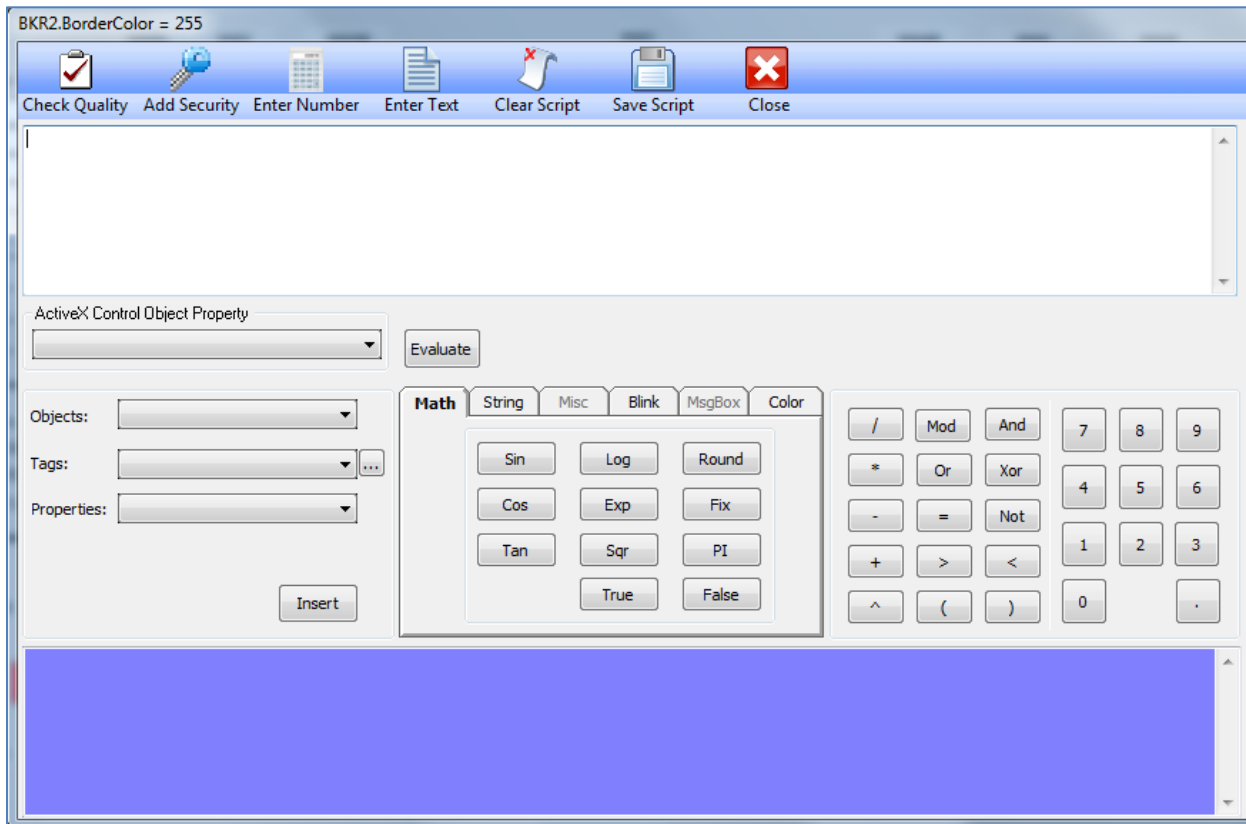 BKR2.BorderColor = 255
Check Quality Add Security Enter Number Enter Text Clear Script Save Script Close
ActiveX Control Object Property
Evaluate
Objects:
Tags:
...
Properties:
Insert
Math String Misc Blink MsgBox Color
Sin Log Round
Cos Exp Fix
Tan Sqr PI
True False
/ Mod And
* Or Xor
- = Not
+ > <
^ ( )
7 8 9
4 5 6
1 2 3
0 .